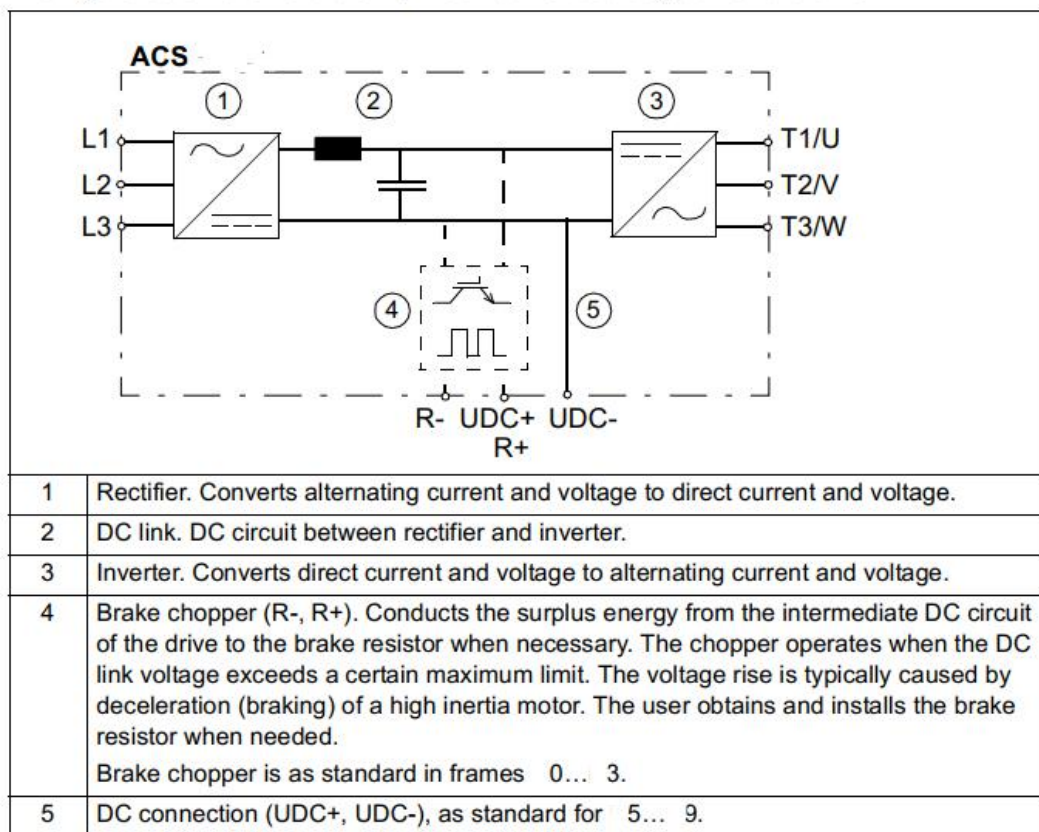 ACS
1 2 3
L1 T1/U
L2 T2/V
L3 T3/W
4 5
R- UDC+ UDC-
R+
1 Rectifier. Converts alternating current and voltage to direct current and voltage.
2 DC link. DC circuit between rectifier and inverter.
3 Inverter. Converts direct current and voltage to alternating current and voltage.
4 Brake chopper (R-, R+). Conducts the surplus energy from the intermediate DC circuit
of the drive to the brake resistor when necessary. The chopper operates when the DC
link voltage exceeds a certain maximum limit. The voltage rise is typically caused by
deceleration (braking) of a high inertia motor. The user obtains and installs the brake
resistor when needed.
Brake chopper is as standard in frames 0… 3.
5 DC connection (UDC+, UDC-), as standard for 5… 9.